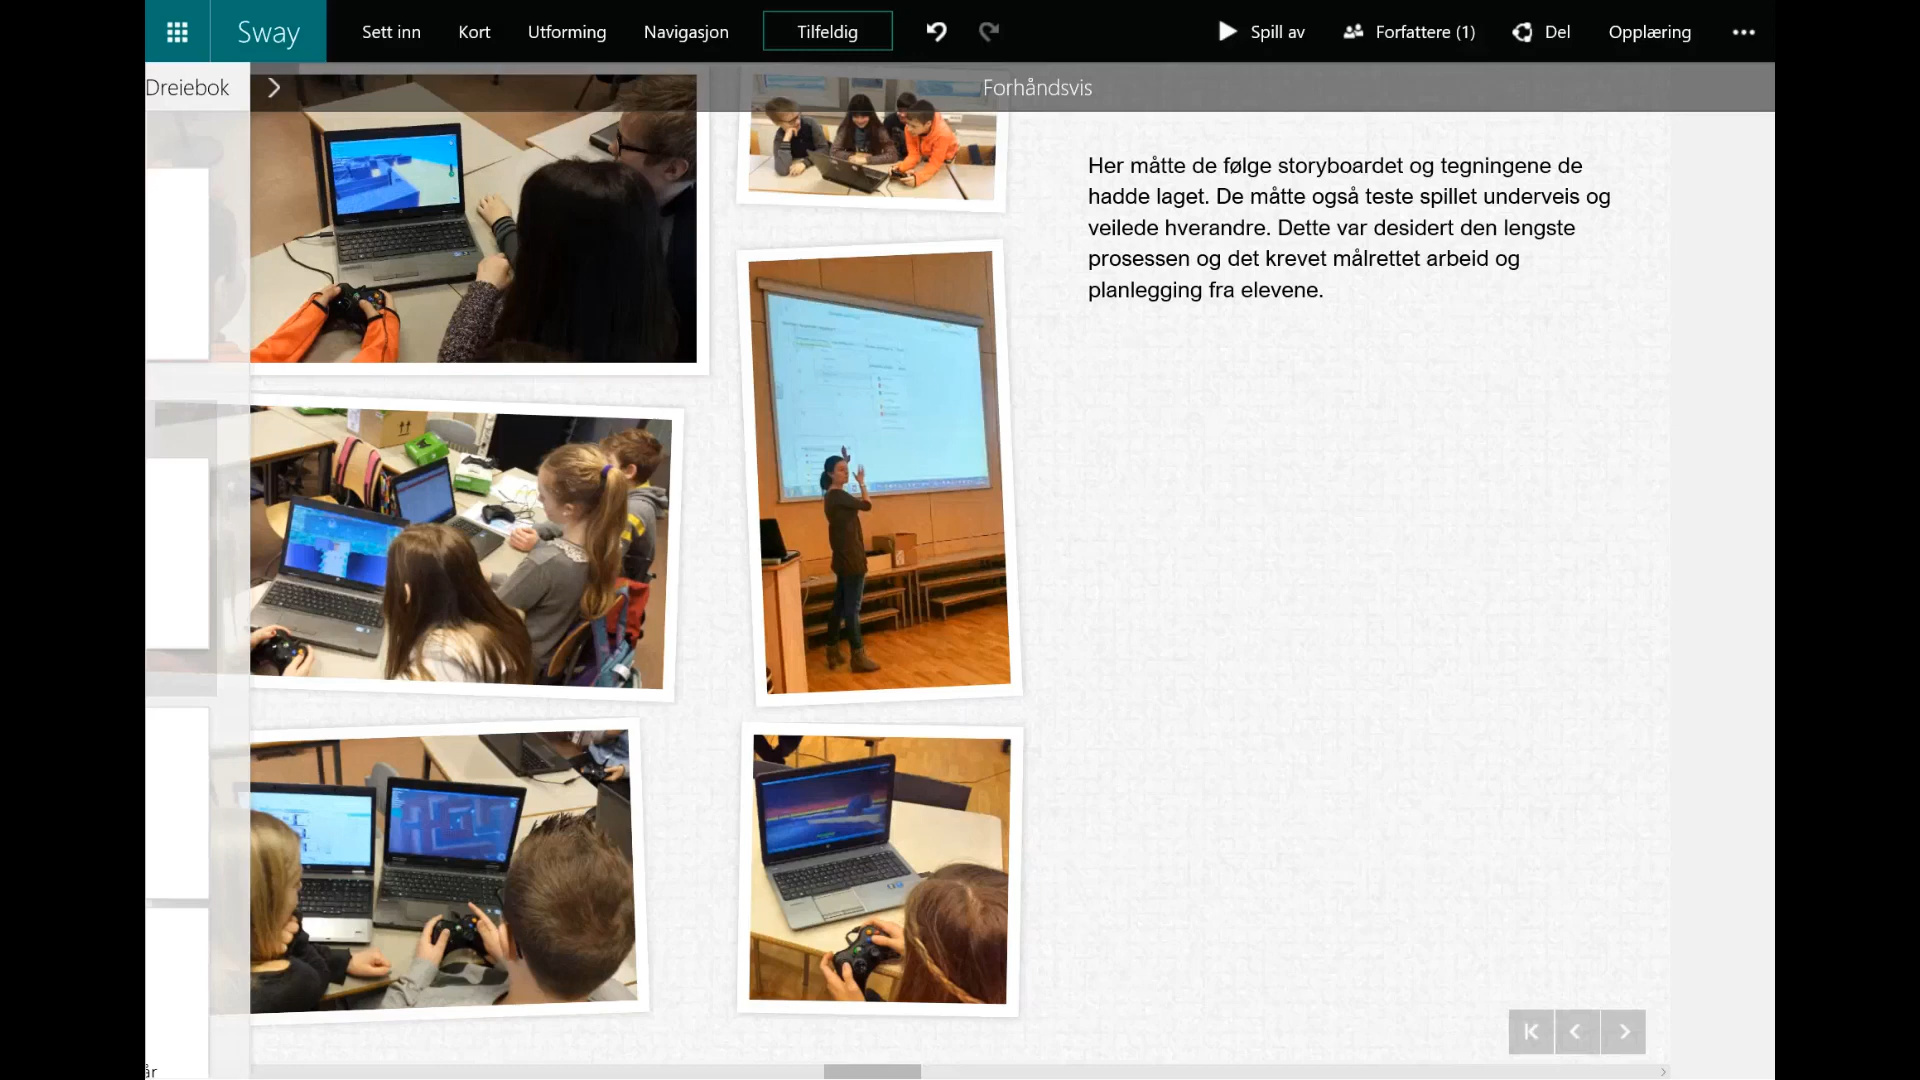 Sway
Sett inn
Kort
Utforming
Navigasjon
Tilfeldig
Spill av
Forfattere (1)
Del
Opplæring
Dreiebok
Forhåndsvis
Her måtte de følge storyboardet og tegningene de
hadde laget. De måtte også teste spillet underveis og
veilede hverandre. Dette var desidert den lengste
prosessen og det krevet målrettet arbeid og
planlegging fra elevene.
år